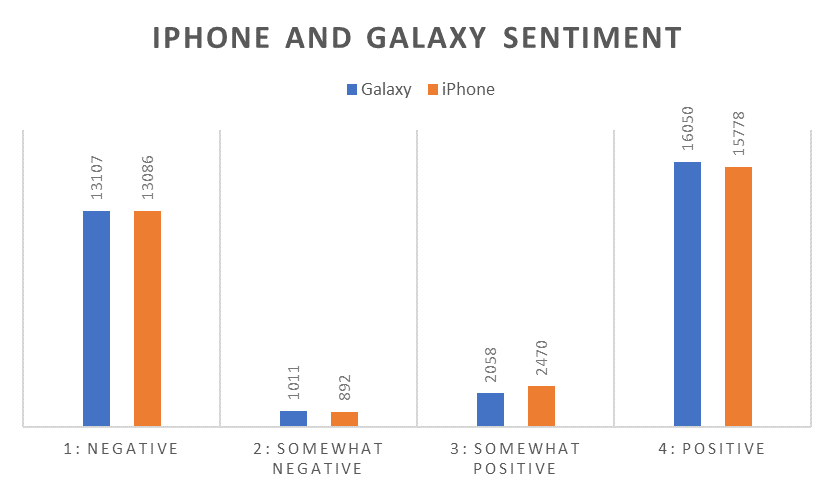 IPHONE AND GALAXY SENTIMENT
Galaxy iPhone
13107
13086
1011
892
2058
2470
16050
15778
1: NEGATIVE
2: SOMEWHAT
NEGATIVE
3: SOMEWHAT
POSITIVE
4: POSITIVE